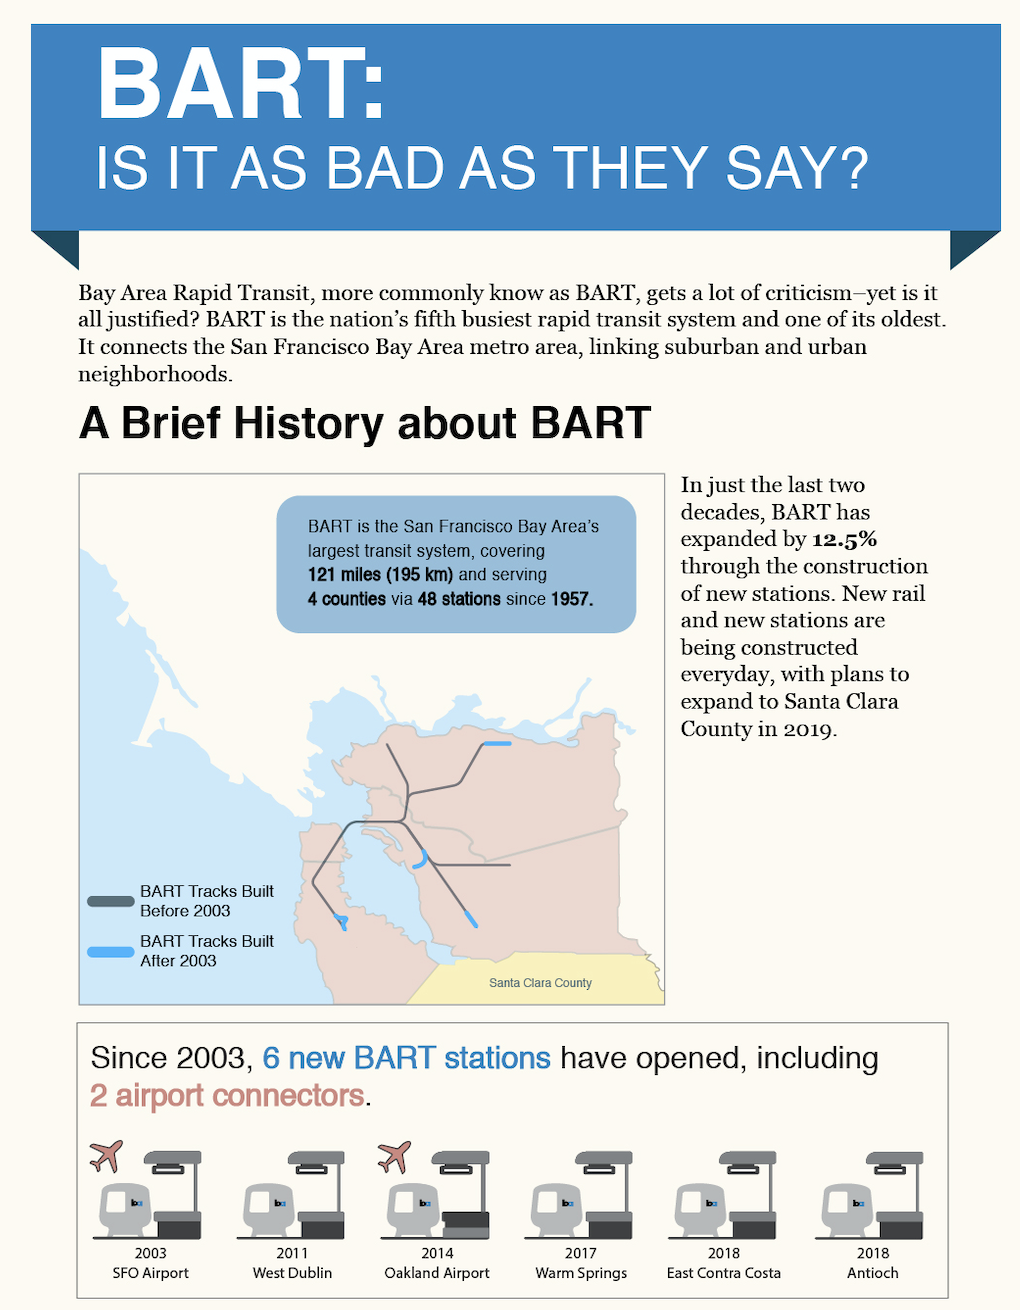 BART:
IS IT AS BAD AS THEY SAY?
Bay Area Rapid Transit, more commonly know as BART, gets a lot of criticism–yet is it
all justified? BART is the nation's fifth busiest rapid transit system and one of its oldest.
It connects the San Francisco Bay Area metro area, linking suburban and urban
neighborhoods.
A Brief History about BART
BART is the San Francisco Bay Area's
largest transit system, covering
121 miles (195 km) and serving
4 counties via 48 stations since 1957.
BART Tracks Built
Before 2003
BART Tracks Built
After 2003
Santa Clara County
In just the last two
decades, BART has
expanded by 12.5%
through the construction
of new stations. New rail
and new stations are
being constructed
everyday, with plans to
expand to Santa Clara
County in 2019.
Since 2003, 6 new BART stations have opened, including
2 airport connectors.
2003
SFO Airport
2011
West Dublin
2014
Oakland Airport
2017
Warm Springs
2018
East Contra Costa
2018
Antioch